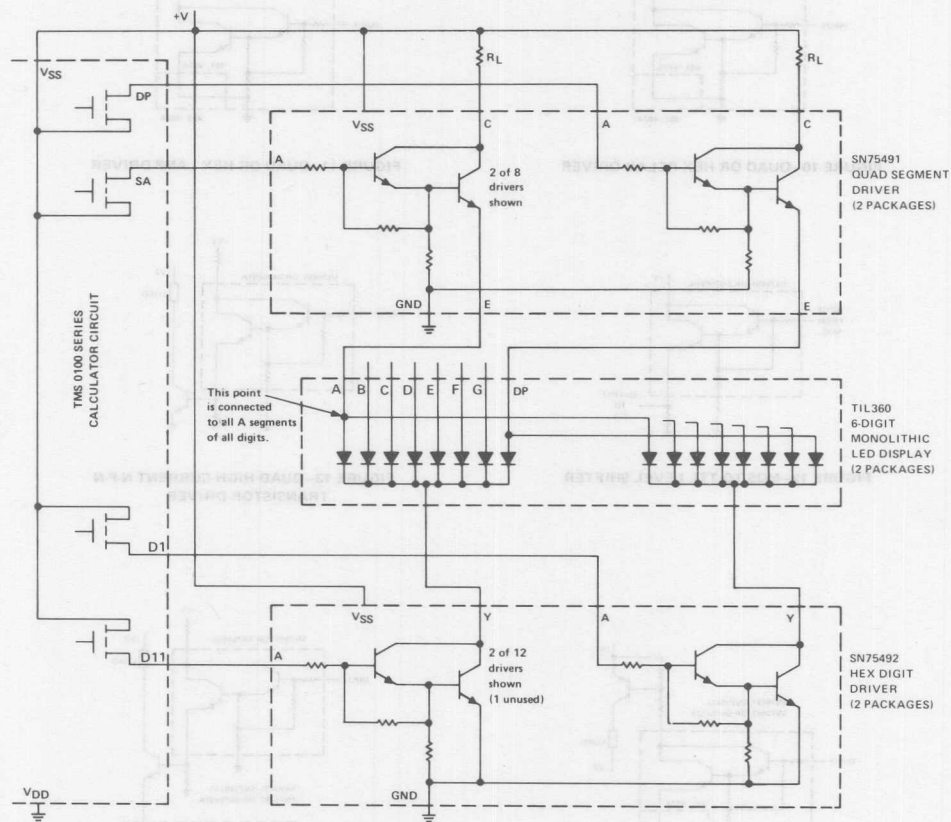 +V
VSS
DP
SA
TMS 0100 SERIES
CALCULATOR CIRCUIT
D1
D11
VDD
RL
RL
VSS
C
A
C
A
2 of 8
drivers
shown
GND
E
E
SN75491
QUAD SEGMENT
DRIVER
(2 PACKAGES)
This point
is connected
to all A segments
of all digits.
A B C D E F G DP
TIL360
6-DIGIT
MONOLITHIC
LED DISPLAY
(2 PACKAGES)
VSS
Y
A
Y
A
2 of 12
drivers
shown
(1 unused)
GND
SN75492
HEX DIGIT
DRIVER
(2 PACKAGES)